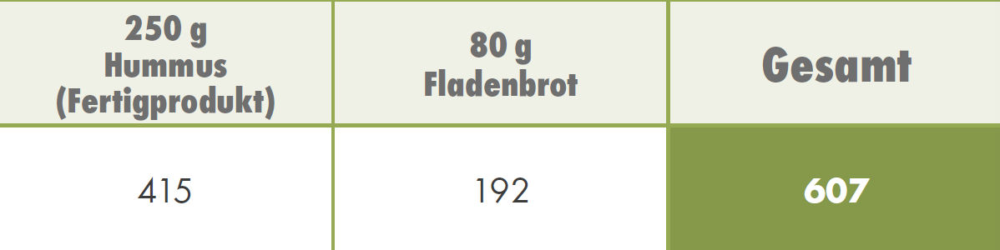 250 g
Hummus
(Fertigprodukt)
80 g
Fladenbrot
Gesamt
415
192
607